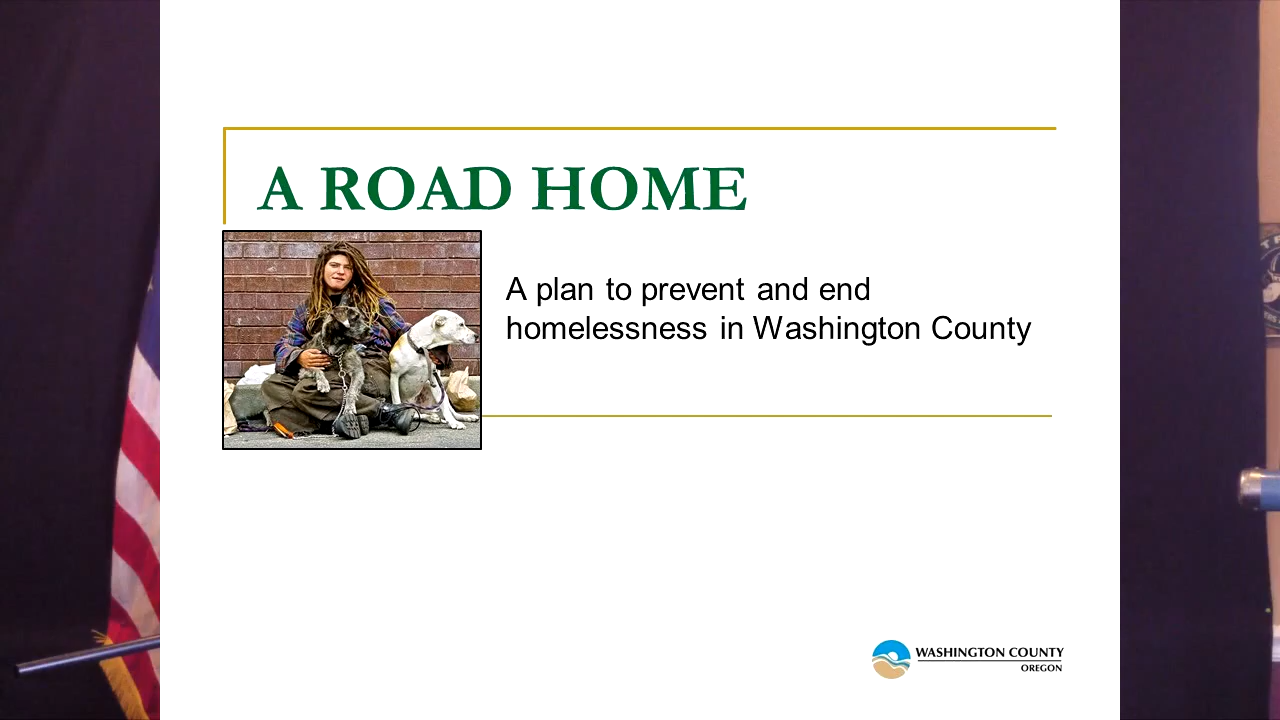 A ROAD HOME
A plan to prevent and end
homelessness in Washington County
WASHINGTON COUNTY
OREGON